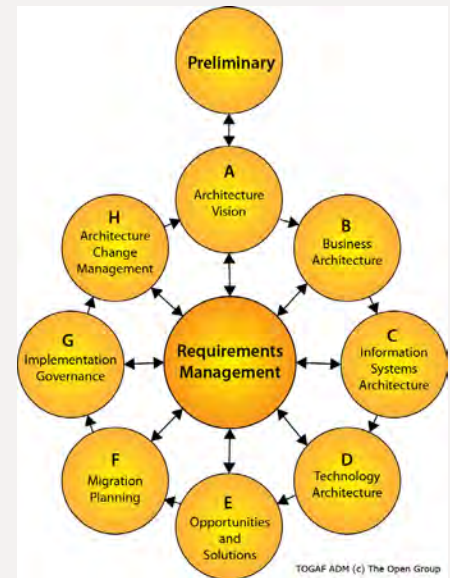 Preliminary
A
Architecture
Vision
H
Architecture
Change
Management
B
Business
Architecture
G
Implementation
Governance
Requirements
Management
C
Information
Systems
Architecture
F
Migration
Planning
D
Technology
Architecture
E
Opportunities
and
Solutions
TOGAF ADM (c) The Open Group